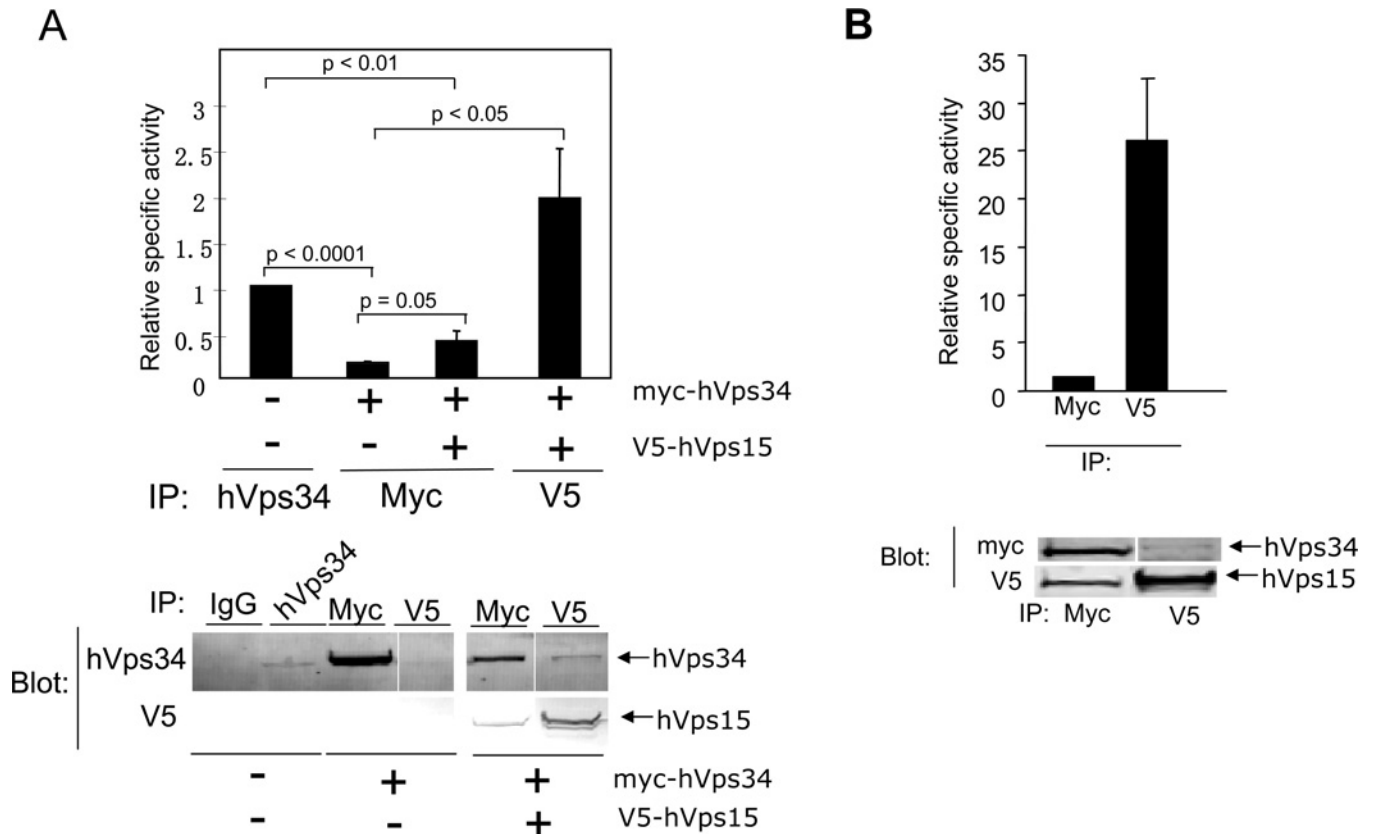 A
p < 0.01
p < 0.05
p < 0.0001
p = 0.05
Relative specific activity
3
2.5
2
1.5
1
0.5
0
- + + + myc-hVps34
- - + + V5-hVps15
IP: hVps34 Myc V5
IP: IgG hVps34 Myc V5 Myc V5
Blot:
hVps34 ←hVps34
V5 ←hVps15
- + + myc-hVps34
- - + V5-hVps15
B
Relative specific activity
35
30
25
20
15
10
5
0
Myc V5
IP:
Blot:
myc ←hVps34
V5 ←hVps15
IP: Myc V5